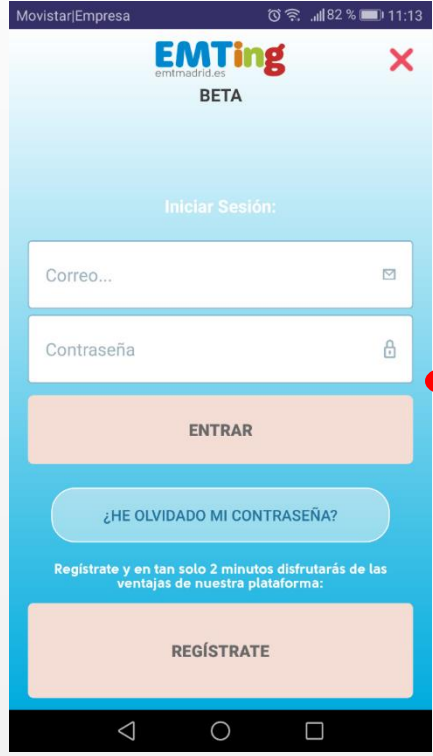 Movistar|Empresa 82 % 11:13
EMTing
emtmadrid.es
BETA
Iniciar Sesión:
Correo...
Contraseña
ENTRAR
¿HE OLVIDADO MI CONTRASEÑA?
Regístrate y en tan solo 2 minutos disfrutarás de las
ventajas de nuestra plataforma:
REGÍSTRATE